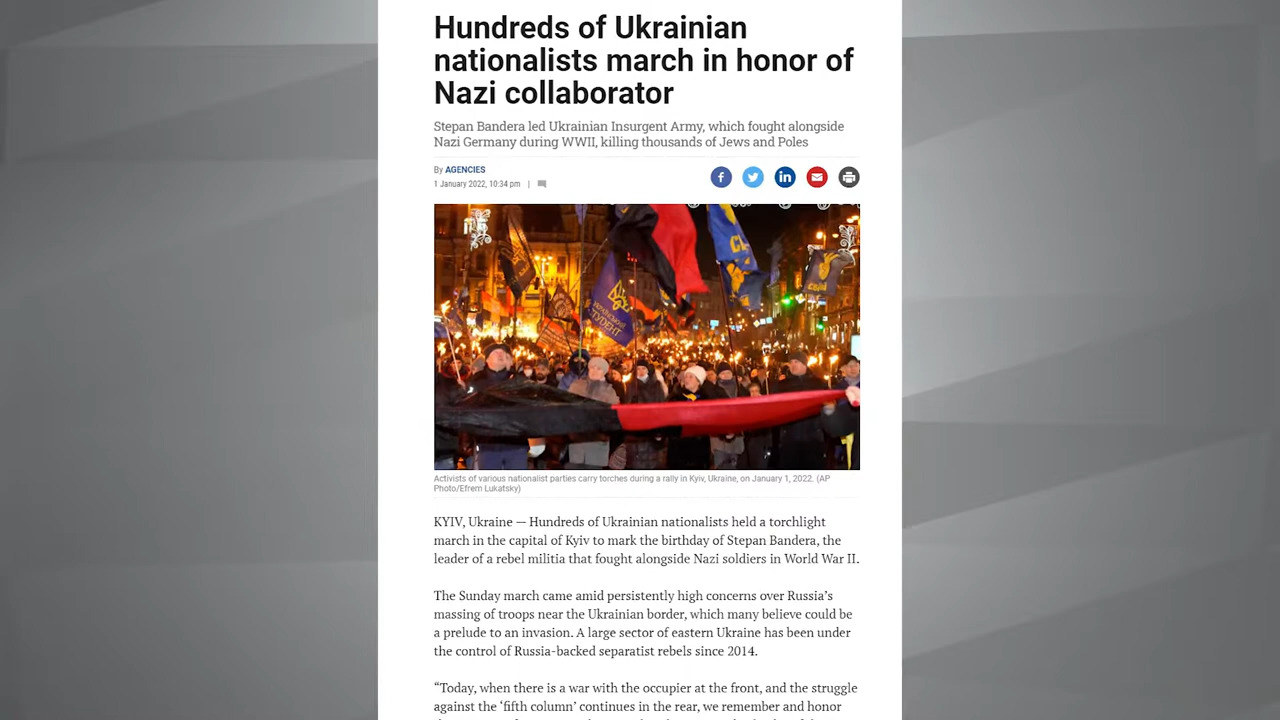 Hundreds of Ukrainian
nationalists march in honor of
Nazi collaborator
Stepan Bandera led Ukrainian Insurgent Army, which fought alongside
Nazi Germany during WWII, killing thousands of Jews and Poles
By AGENCIES
1 January 2022, 10:34 pm |
Activists of various nationalist parties carry torches during a rally in Kyiv, Ukraine, on January 1, 2022. (AP
Photo/Efrem Lukatsky)
KYIV, Ukraine — Hundreds of Ukrainian nationalists held a torchlight
march in the capital of Kyiv to mark the birthday of Stepan Bandera, the
leader of a rebel militia that fought alongside Nazi soldiers in World War II.
The Sunday march came amid persistently high concerns over Russia’s
massing of troops near the Ukrainian border, which many believe could be
a prelude to an invasion. A large sector of eastern Ukraine has been under
the control of Russia-backed separatist rebels since 2014.
“Today, when there is a war with the occupier at the front, and the struggle
against the ‘fifth column’ continues in the rear, we remember and honor